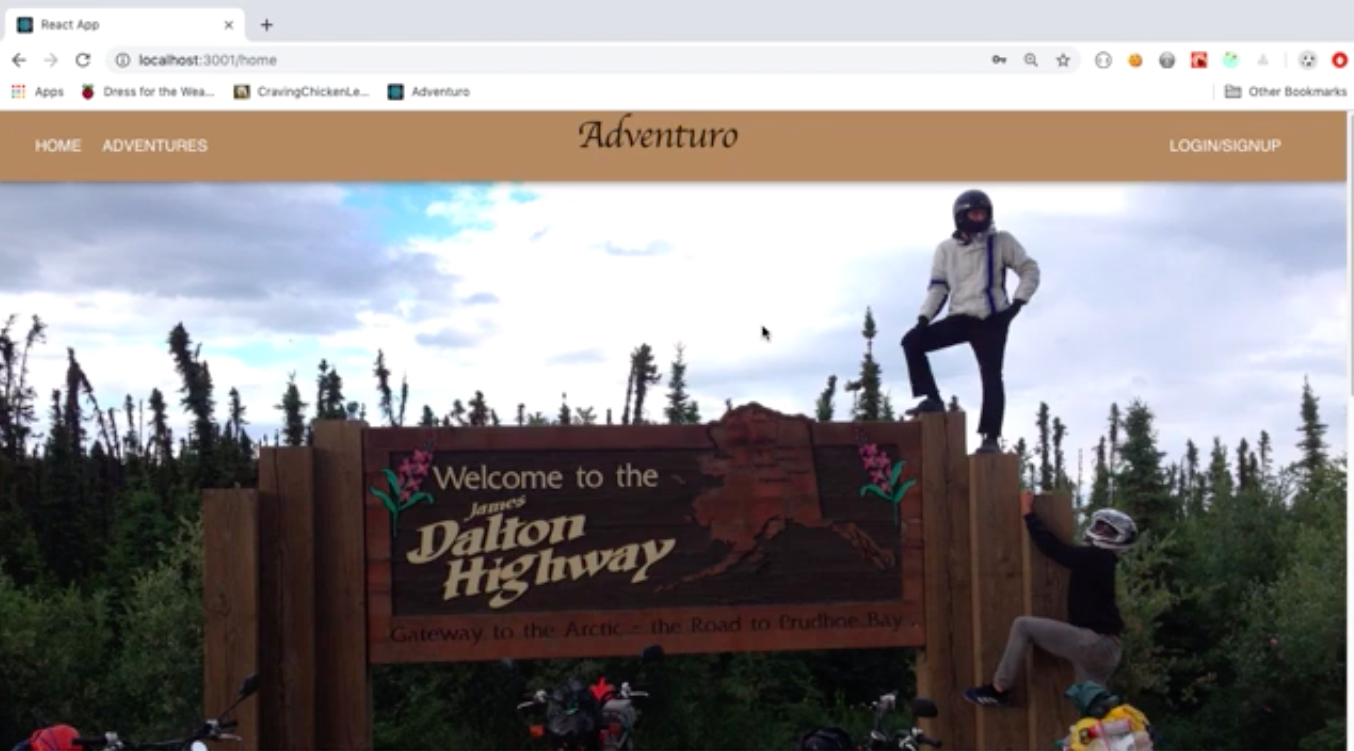 React App
localhost:3001/home
Apps Dress for the Wea... CravingChickenLe... Adventuro Other Bookmarks
HOME ADVENTURES Adventuro LOGIN/SIGNUP
Welcome to the
James
Dalton
Highway
Gateway to the Arctic - the Road to Prudhoe Bay